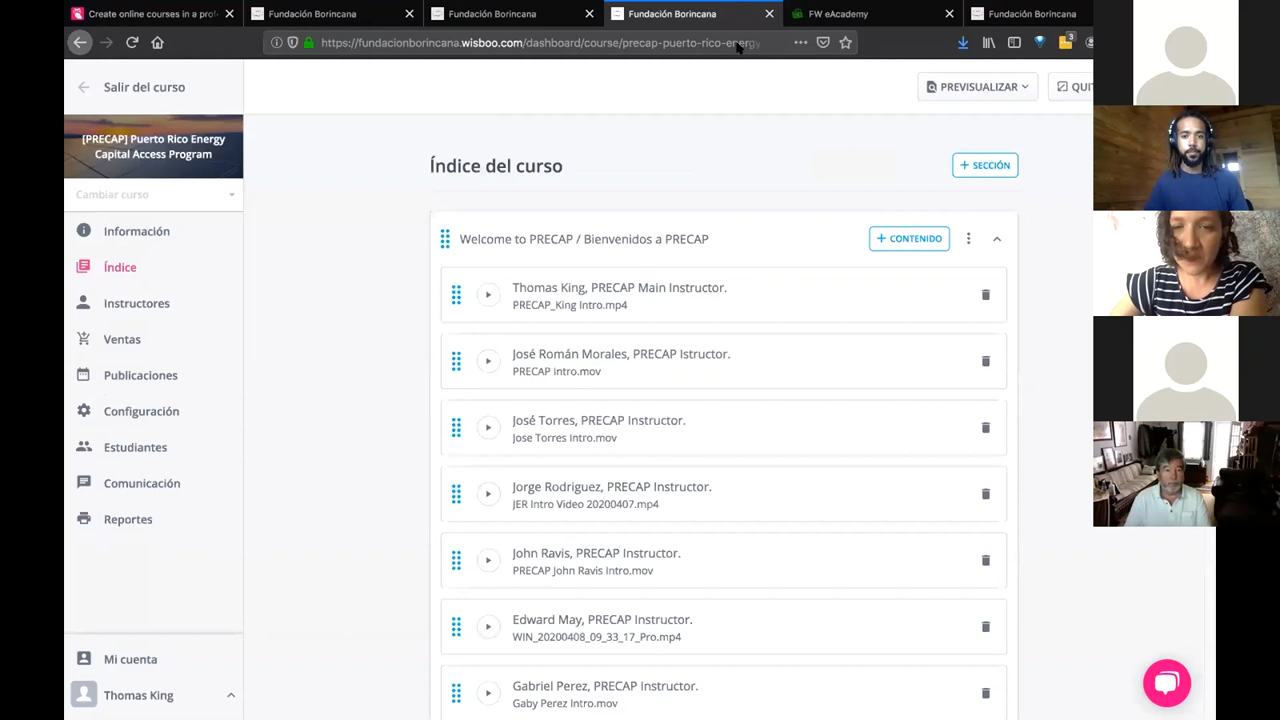 Create online courses in a prof
Fundación Borincana
Fundación Borincana
Fundación Borincana
FW eAcademy
Fundación Borincana
https://fundacionborincana.wisboo.com/dashboard/course/precap-puerto-rico-energy
3
Salir del curso
PREVISUALIZAR
QUIT
[PRECAP] Puerto Rico Energy
Capital Access Program
Cambiar curso
Información
Índice
Instructores
Ventas
Publicaciones
Configuración
Estudiantes
Comunicación
Reportes
Mi cuenta
Thomas King
Índice del curso
+ SECCIÓN
Welcome to PRECAP / Bienvenidos a PRECAP
+ CONTENIDO
Thomas King, PRECAP Main Instructor.
PRECAP_King Intro.mp4
José Román Morales, PRECAP Istructor.
PRECAP Intro.mov
José Torres, PRECAP Instructor.
Jose Torres Intro.mov
Jorge Rodriguez, PRECAP Instructor.
JER Intro Video 20200407.mp4
John Ravis, PRECAP Instructor.
PRECAP John Ravis Intro.mov
Edward May, PRECAP Instructor.
WIN_20200408_09_33_17_Pro.mp4
Gabriel Perez, PRECAP Instructor.
Gaby Perez Intro.mov